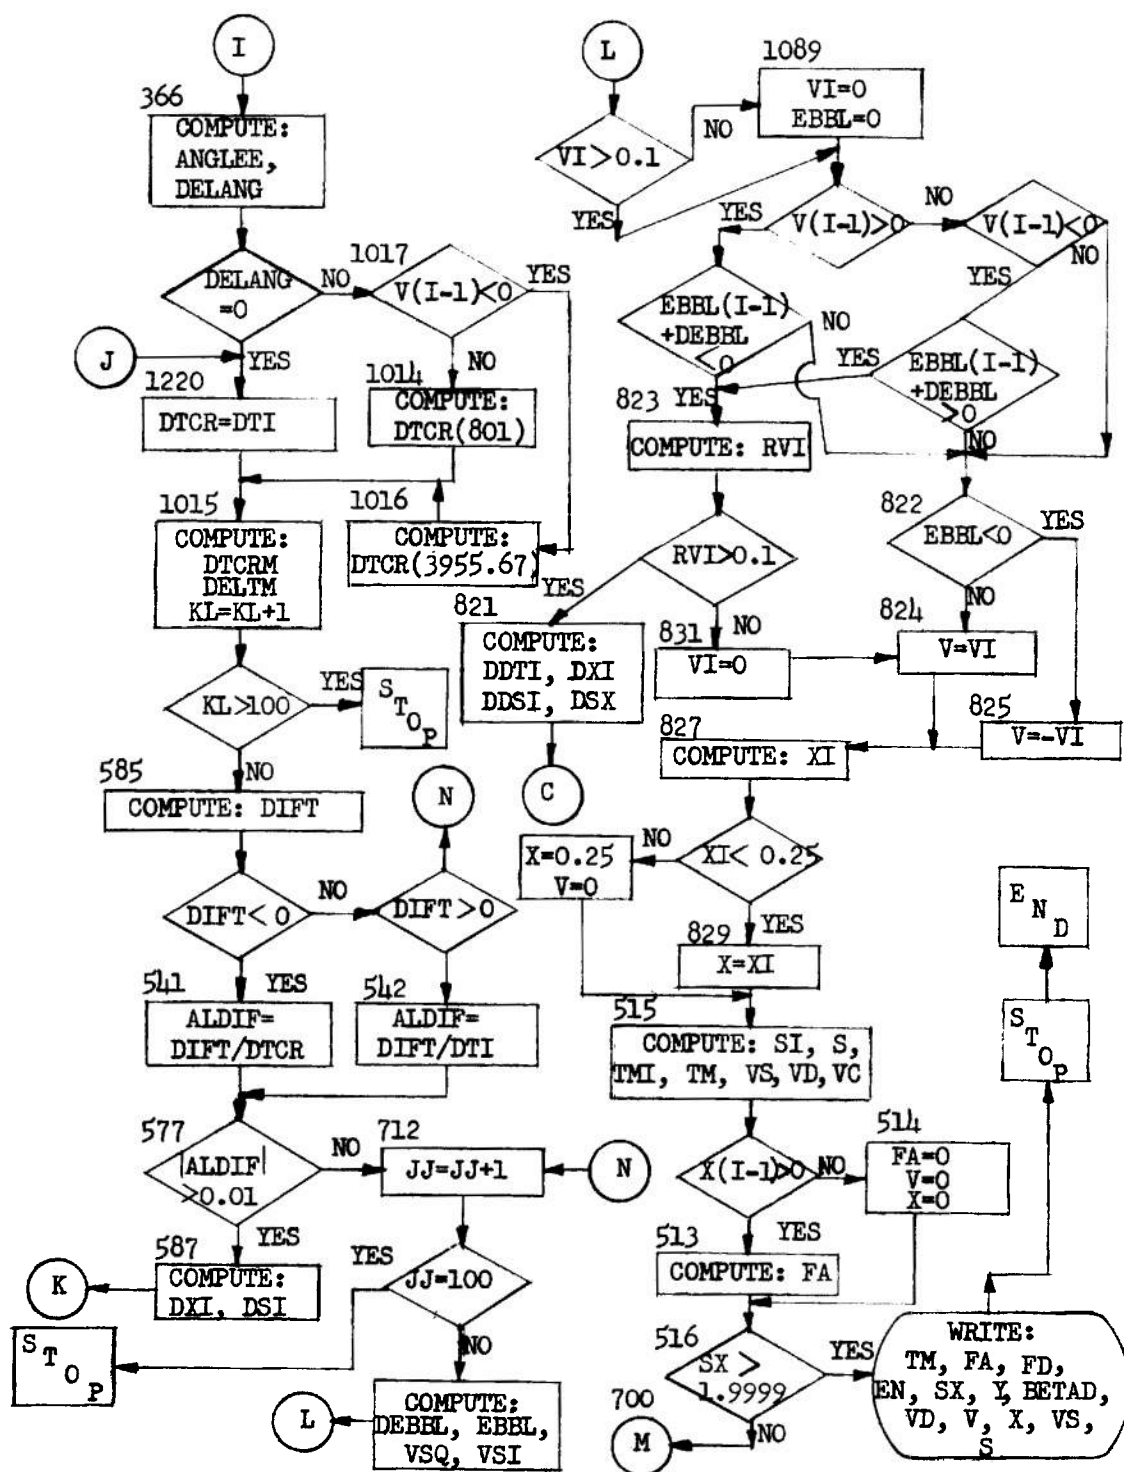 I
366
COMPUTE:
ANGLEE,
DELANG
DELANG
=0
NO
YES
J
1017
V(I-1)<0
YES
NO
1220
DTCR=DTI
1014
COMPUTE:
DTCR(801)
1016
COMPUTE:
DTCR(3955.67)
1015
COMPUTE:
DTCRM
DELTM
KL=KL+1
KL>100
YES
STOP
NO
585
COMPUTE: DIFT
N
DIFT<0
NO
DIFT>0
YES
541
ALDIF=
DIFT/DTCR
542
ALDIF=
DIFT/DTI
577
|ALDIF|
>0.01
NO
712
JJ=JJ+1
N
YES
587
COMPUTE:
DXI, DSI
K
YES
JJ=100
STOP
NO
COMPUTE:
DEBBL, EBBL,
VSQ, VSI
L
L
1089
VI=0
EBBL=0
VI>0.1
NO
YES
YES
V(I-1)>0
NO
V(I-1)<0
NO
YES
EBBL(I-1)
+DEBBL
<0
NO
YES
YES
EBBL(I-1)
+DEBBL
>0
NO
823
COMPUTE: RVI
RVI>0.1
YES
NO
821
COMPUTE:
DDTI, DXI
DDSI, DSX
C
831
VI=0
822
EBBL<0
YES
NO
824
V=VI
825
V=-VI
827
COMPUTE: XI
XI< 0.25
NO
X=0.25
V=0
YES
829
X=XI
515
COMPUTE: SI, S,
TMI, TM, VS, VD, VC
X(I-1)>0
NO
514
FA=0
V=0
X=0
YES
513
COMPUTE: FA
516
SX >
1.9999
YES
NO
700
M
WRITE:
TM, FA, FD,
EN, SX, Y, BETAD,
VD, V, X, VS,
S
STOP
END